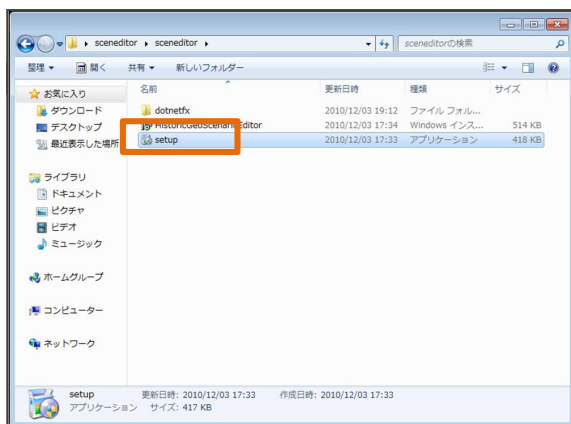 sceneditor ▸ sceneditor ▸ sceneditorの検索
整理 開く 共有 新しいフォルダー
お気に入り
ダウンロード
デスクトップ
最近表示した場所
ライブラリ
ドキュメント
ピクチャ
ビデオ
ミュージック
ホームグループ
コンピューター
ネットワーク
名前 更新日時 種類 サイズ
dotnetfx 2010/12/03 19:12 ファイル フォル...
HistoricGeoScenarioEditor 2010/12/03 17:34 Windows インス... 514 KB
setup 2010/12/03 17:33 アプリケーション 418 KB
setup 更新日時: 2010/12/03 17:33 作成日時: 2010/12/03 17:33
アプリケーション サイズ: 417 KB